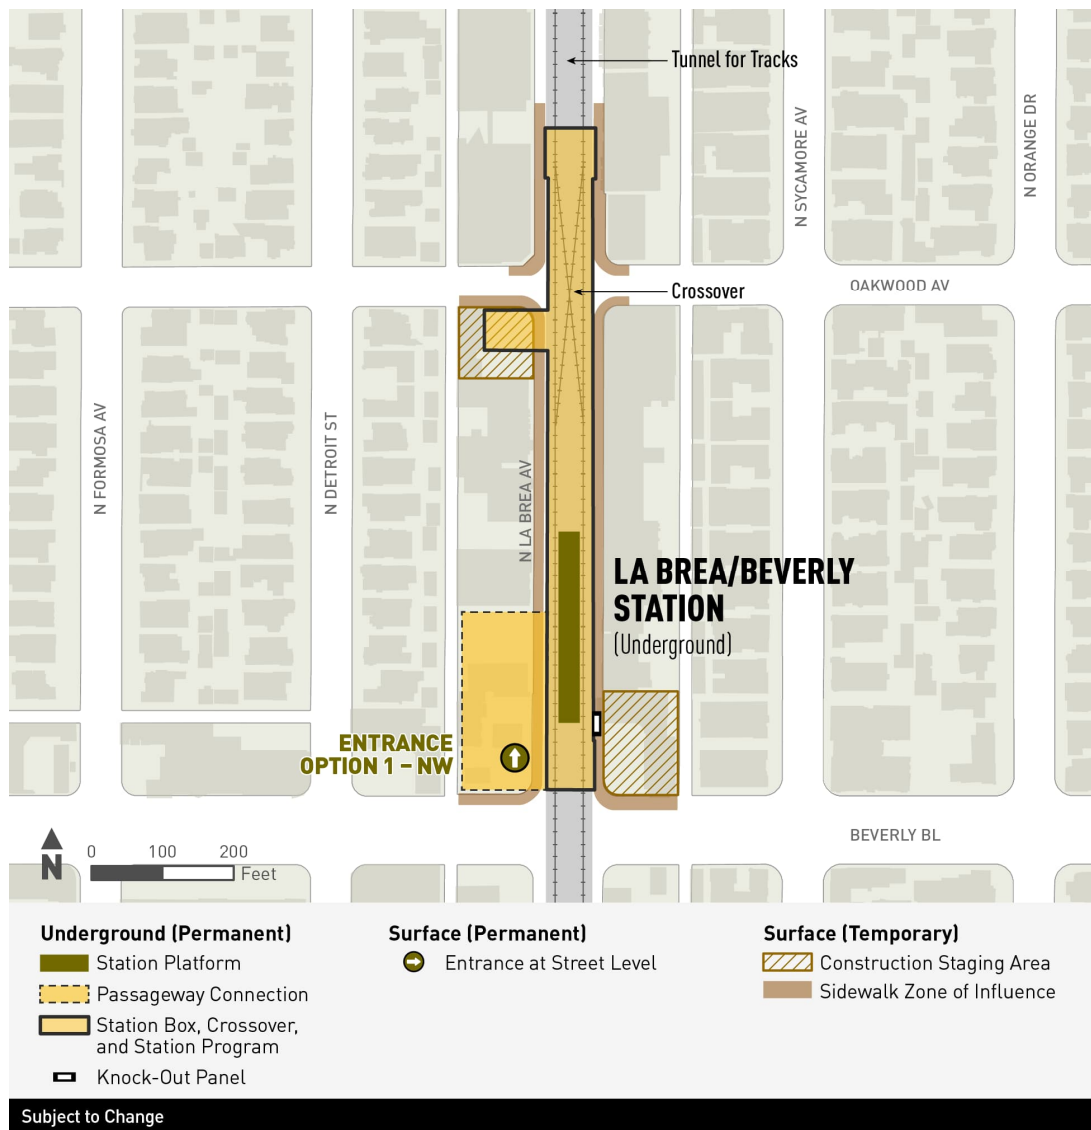 Tunnel for Tracks
N SYCAMORE AV
N ORANGE DR
Crossover
OAKWOOD AV
N FORMOSA AV
N DETROIT ST
N LA BREA AV
LA BREA/BEVERLY
STATION
(Underground)
ENTRANCE
OPTION 1 – NW
BEVERLY BL
N
0 100 200
Feet
Underground (Permanent)
Station Platform
Passageway Connection
Station Box, Crossover,
and Station Program
Knock-Out Panel
Surface (Permanent)
Entrance at Street Level
Surface (Temporary)
Construction Staging Area
Sidewalk Zone of Influence
Subject to Change